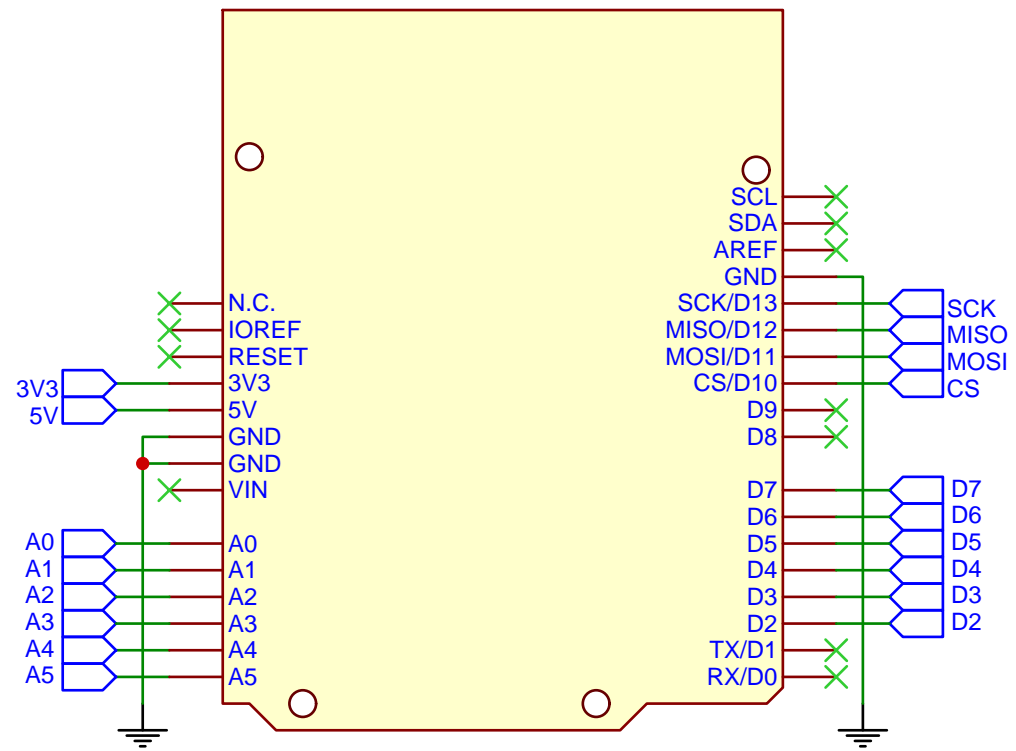 SCL
SDA
AREF
GND
N.C. SCK/D13 SCK
IOREF MISO/D12 MISO
RESET MOSI/D11 MOSI
3V3 3V3 CS/D10 CS
5V 5V D9
GND D8
GND
VIN D7 D7
D6 D6
A0 A0 D5 D5
A1 A1 D4 D4
A2 A2 D3 D3
A3 A3 D2 D2
A4 A4 TX/D1
A5 A5 RX/D0